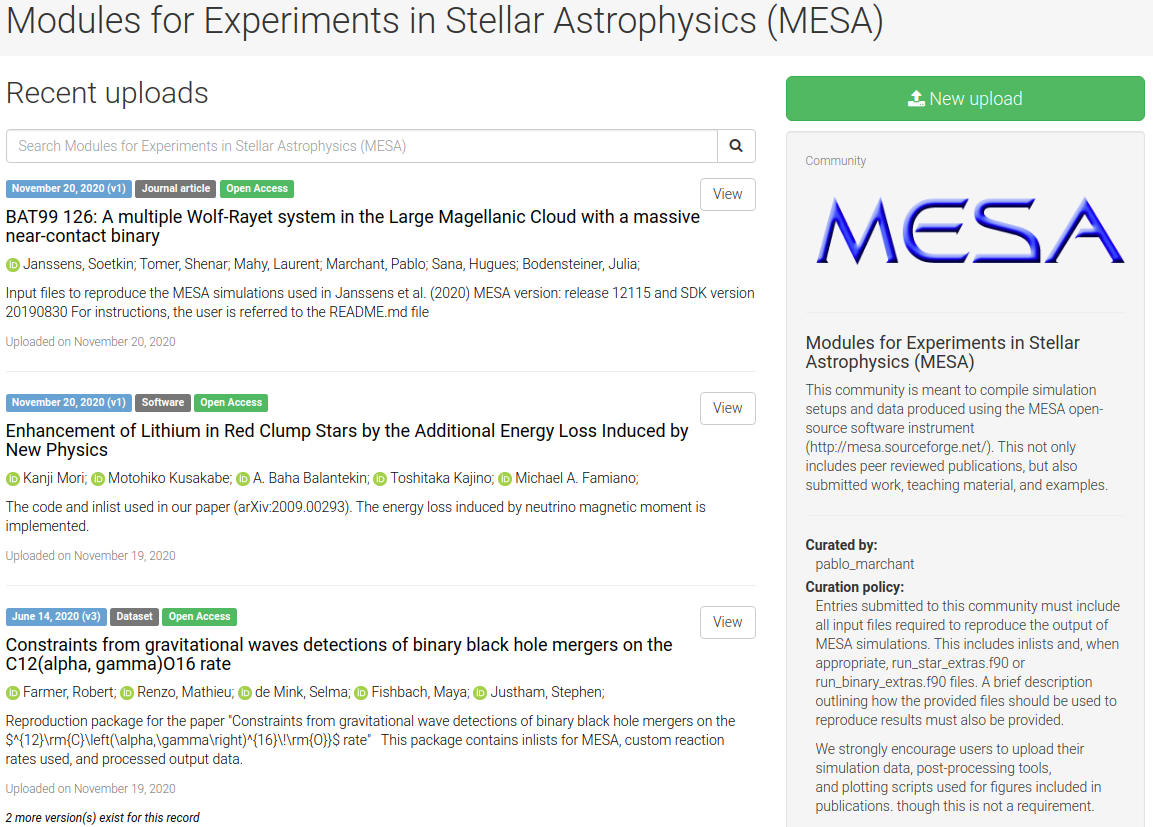 Modules for Experiments in Stellar Astrophysics (MESA)
Recent uploads
Search Modules for Experiments in Stellar Astrophysics (MESA)
November 20, 2020 (v1) Journal article Open Access
View
BAT99 126: A multiple Wolf-Rayet system in the Large Magellanic Cloud with a massive
near-contact binary
iD Janssens, Soetkin; Tomer, Shenar; Mahy, Laurent; Marchant, Pablo; Sana, Hugues; Bodensteiner, Julia;
Input files to reproduce the MESA simulations used in Janssens et al. (2020) MESA version: release 12115 and SDK version
20190830 For instructions, the user is referred to the README.md file
Uploaded on November 20, 2020
November 20, 2020 (v1) Software Open Access
View
Enhancement of Lithium in Red Clump Stars by the Additional Energy Loss Induced by
New Physics
iD Kanji Mori; iD Motohiko Kusakabe; iD A. Baha Balantekin; iD Toshitaka Kajino; iD Michael A. Famiano;
The code and inlist used in our paper (arXiv:2009.00293). The energy loss induced by neutrino magnetic moment is
implemented.
Uploaded on November 19, 2020
June 14, 2020 (v3) Dataset Open Access
View
Constraints from gravitational waves detections of binary black hole mergers on the
C12(alpha, gamma)O16 rate
iD Farmer, Robert; iD Renzo, Mathieu; iD de Mink, Selma; iD Fishbach, Maya; iD Justham, Stephen;
Reproduction package for the paper "Constraints from gravitational wave detections of binary black hole mergers on the
$^{12}\rm{C}\left(\alpha,\gamma\right)^{16}\!\rm{O}}$ rate" This package contains inlists for MESA, custom reaction
rates used, and processed output data.
Uploaded on November 19, 2020
2 more version(s) exist for this record
New upload
Community
MESA
Modules for Experiments in Stellar
Astrophysics (MESA)
This community is meant to compile simulation
setups and data produced using the MESA open-
source software instrument
(http://mesa.sourceforge.net/). This not only
includes peer reviewed publications, but also
submitted work, teaching material, and examples.
Curated by:
pablo_marchant
Curation policy:
Entries submitted to this community must include
all input files required to reproduce the output of
MESA simulations. This includes inlists and, when
appropriate, run_star_extras.f90 or
run_binary_extras.f90 files. A brief description
outlining how the provided files should be used to
reproduce results must also be provided.
We strongly encourage users to upload their
simulation data, post-processing tools,
and plotting scripts used for figures included in
publications. though this is not a requirement.